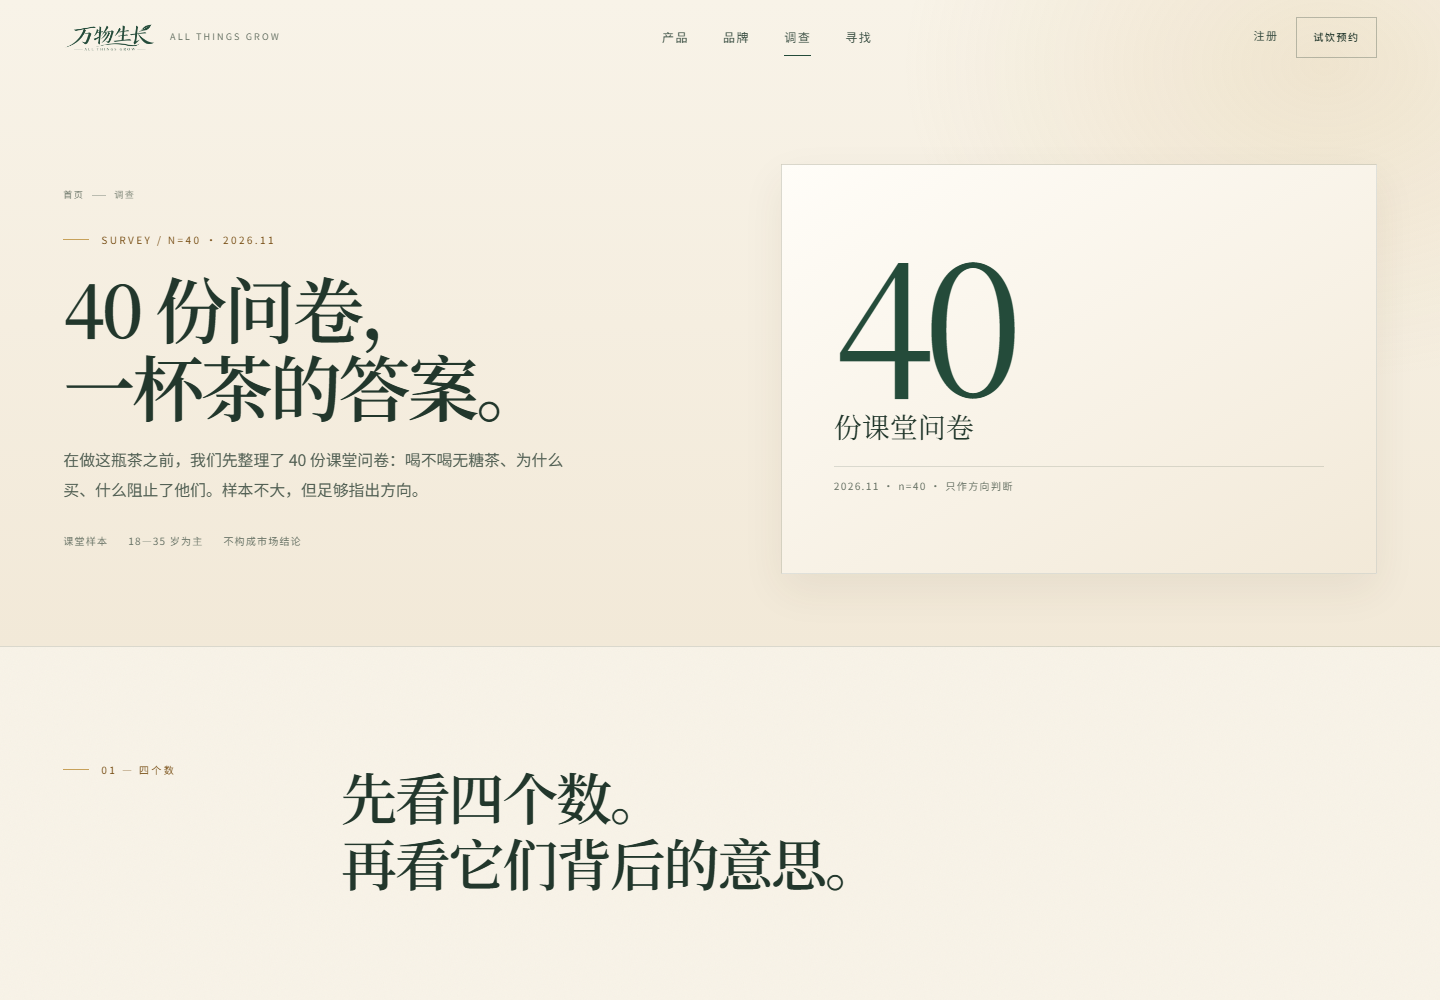 万物生长
ALL THINGS GROW
ALL THINGS GROW
产品
品牌
调查
寻找
注册
试饮预约
首页 — 调查
SURVEY / N=40 · 2026.11
40 份问卷，
一杯茶的答案。
在做这瓶茶之前，我们先整理了 40 份课堂问卷：喝不喝无糖茶、为什么
买、什么阻止了他们。样本不大，但足够指出方向。
课堂样本
18—35 岁为主
不构成市场结论
40
份课堂问卷
2026.11 · n=40 · 只作方向判断
01 — 四个数
先看四个数。
再看它们背后的意思。